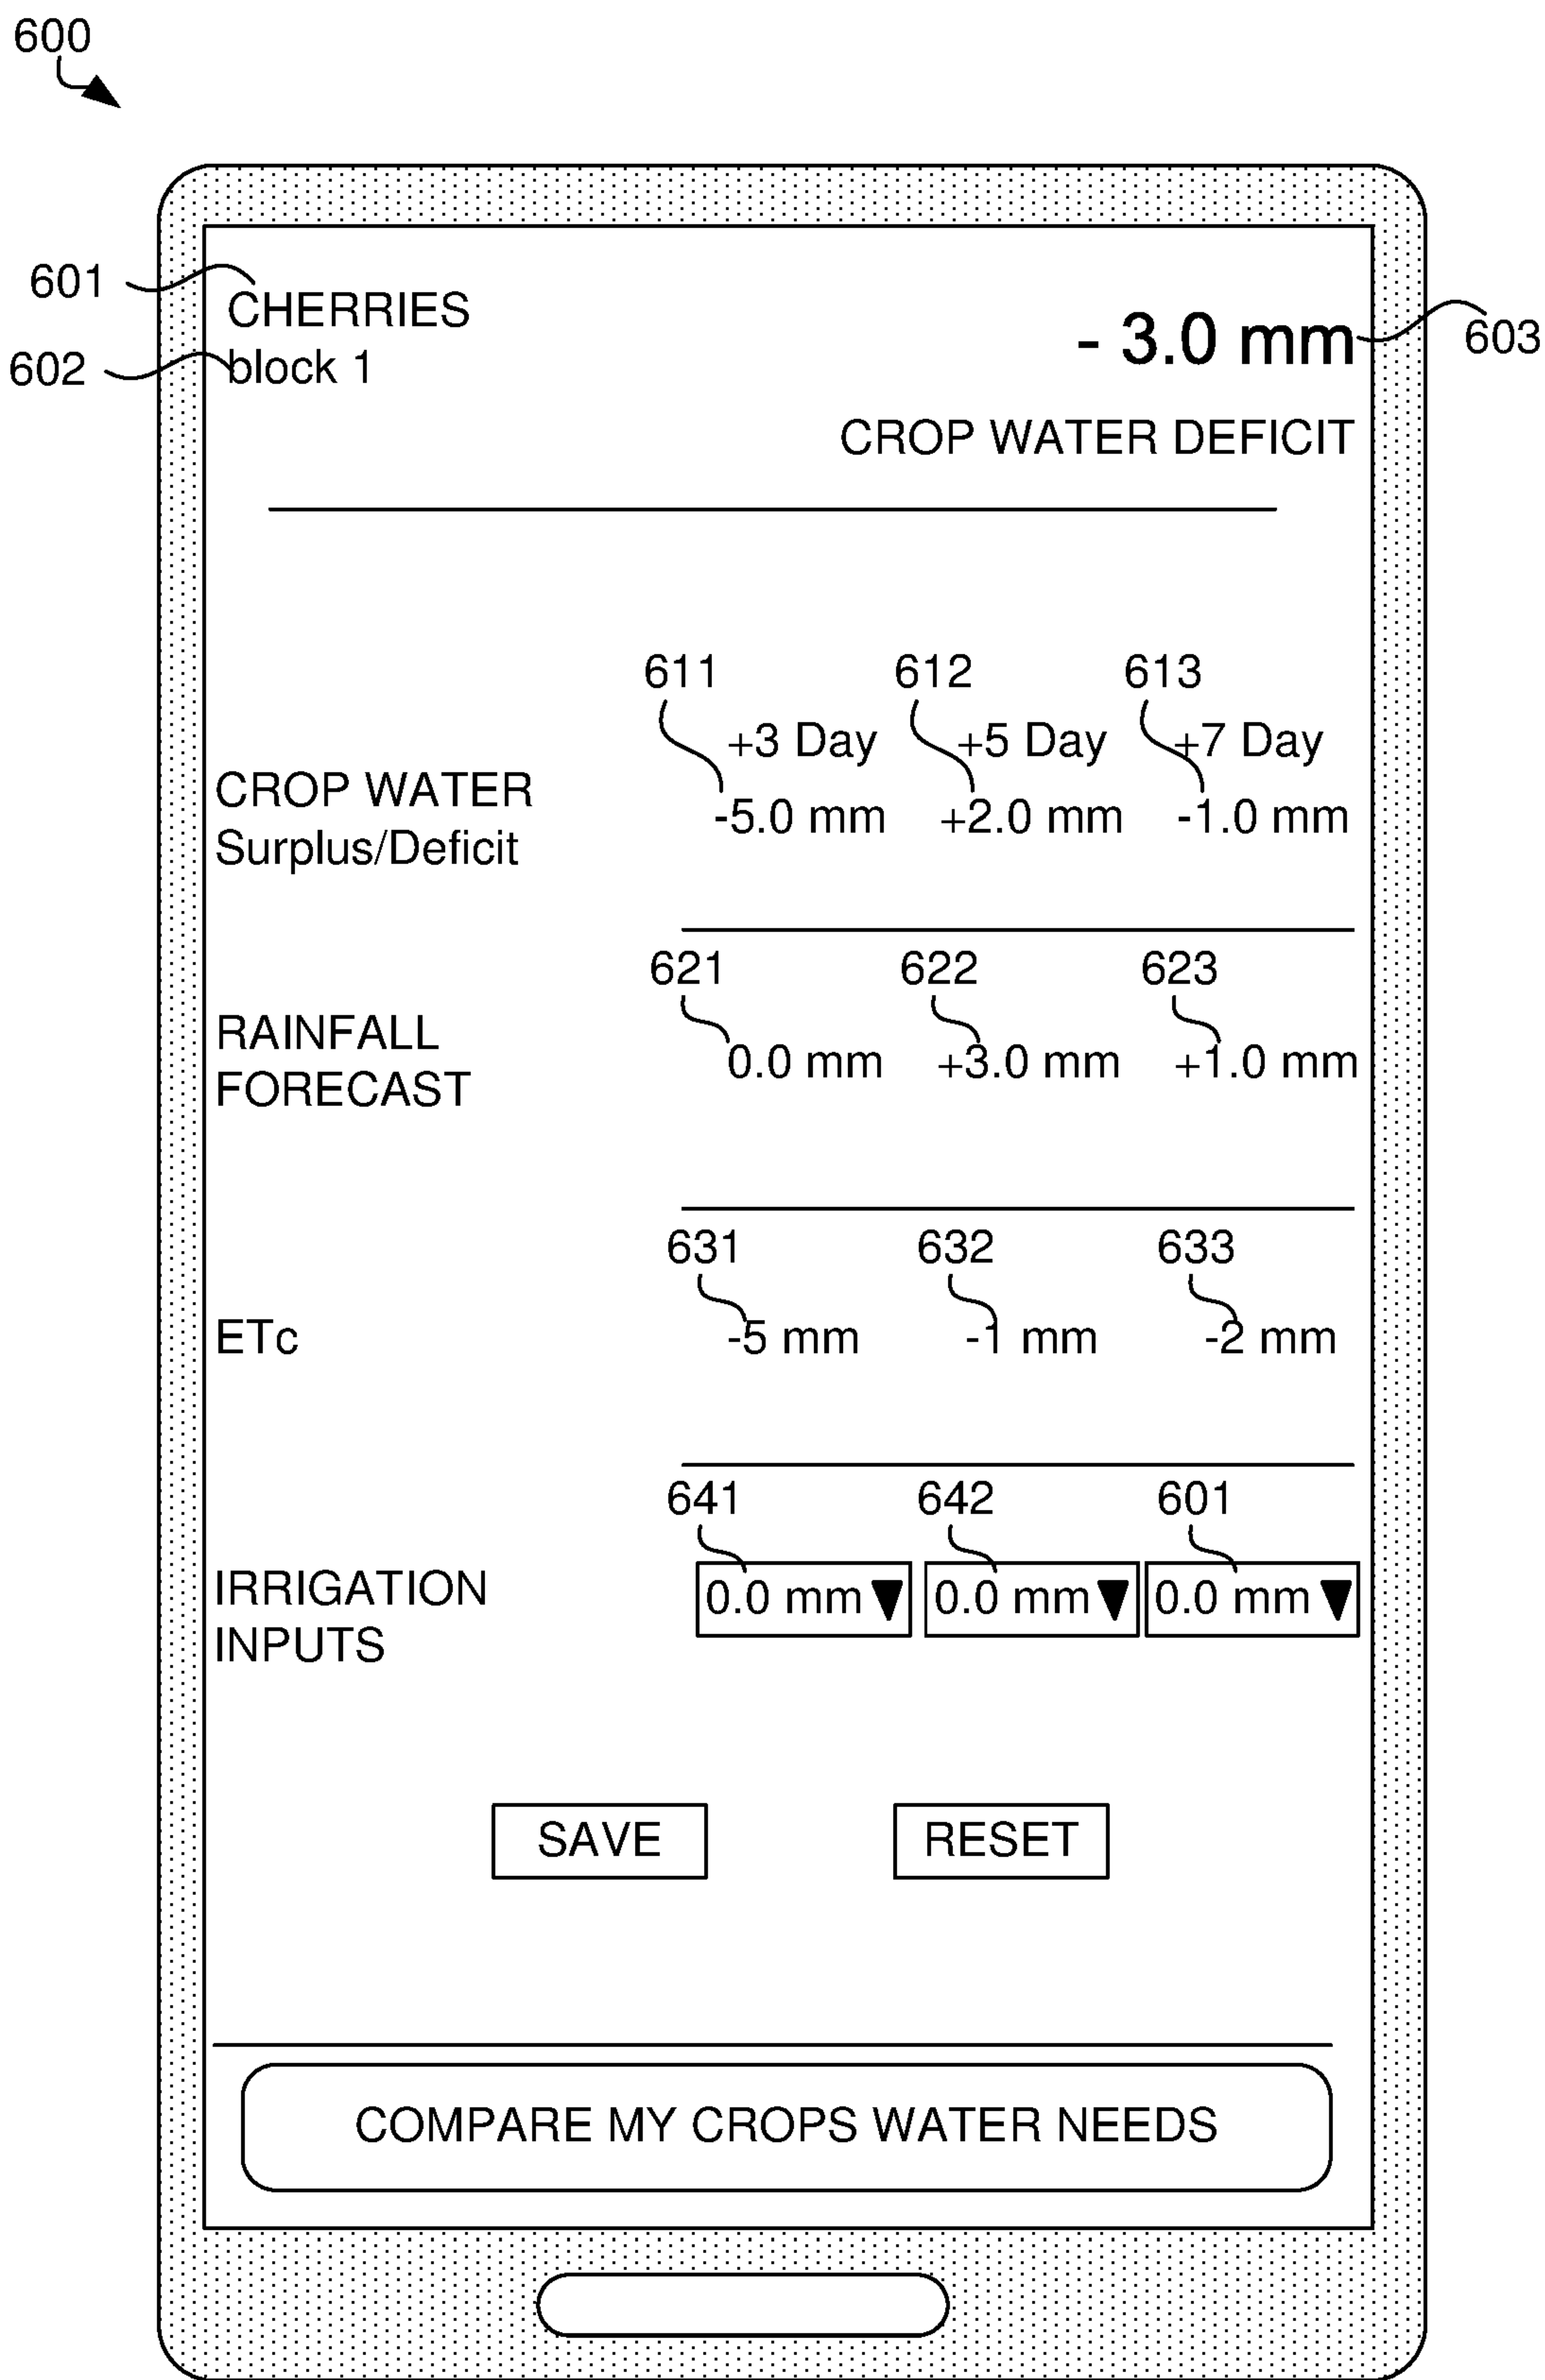 600
601
CHERRIES
602
block 1
- 3.0 mm
603
CROP WATER DEFICIT
611 612 613
+3 Day +5 Day +7 Day
CROP WATER
Surplus/Deficit
-5.0 mm +2.0 mm -1.0 mm
621 622 623
RAINFALL
FORECAST
0.0 mm +3.0 mm +1.0 mm
631 632 633
ETc
-5 mm -1 mm -2 mm
641 642 601
IRRIGATION
INPUTS
0.0 mm 0.0 mm 0.0 mm
SAVE RESET
COMPARE MY CROPS WATER NEEDS